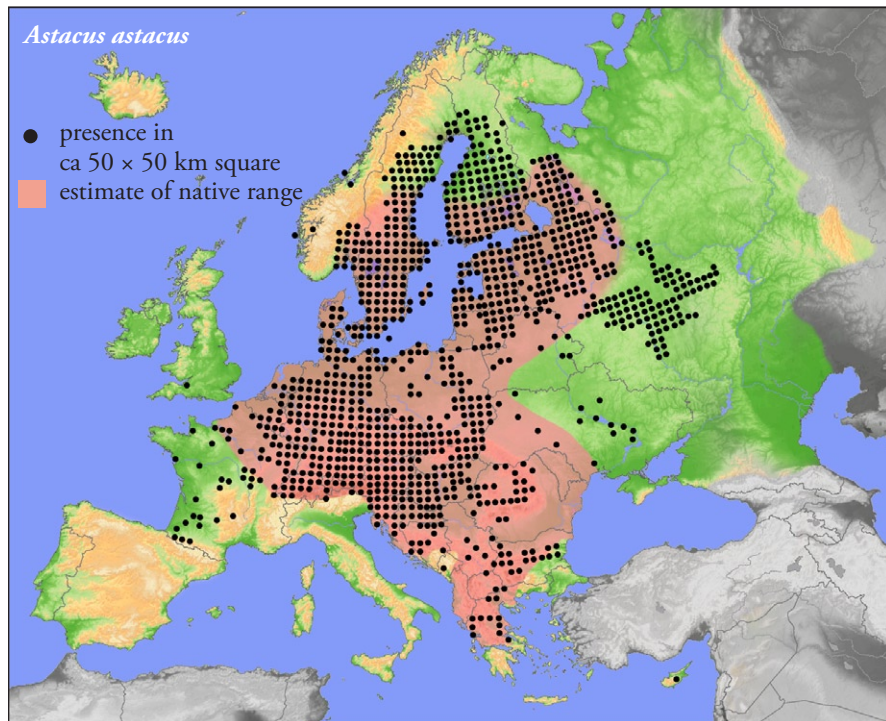 Astacus astacus
presence in
ca 50 × 50 km square
estimate of native range